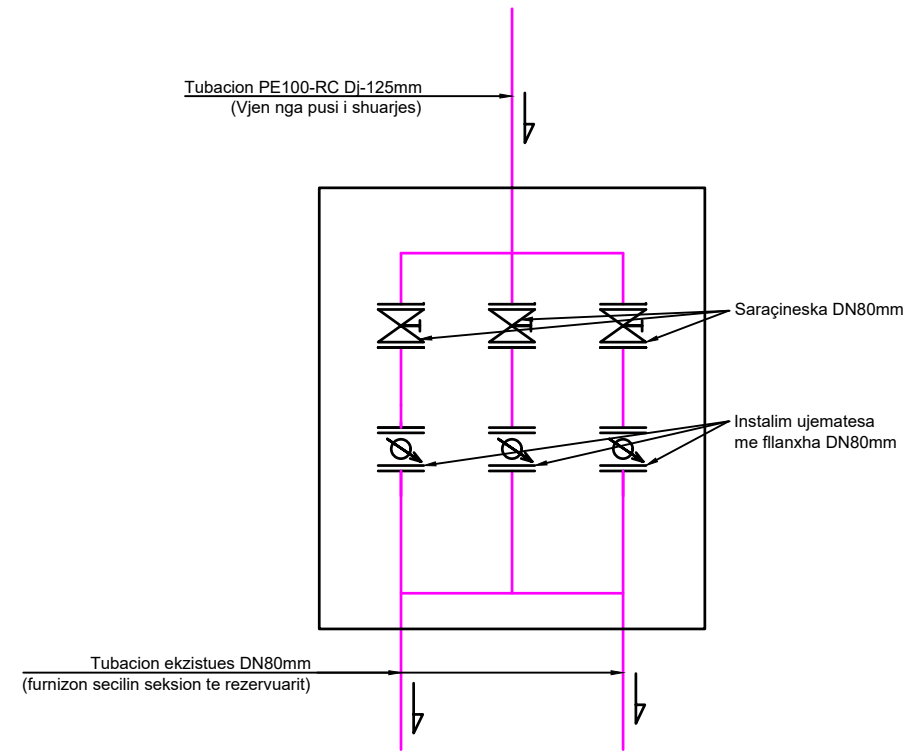 Tubacion PE100-RC Dj-125mm
(Vjen nga pusi i shuarjes)
Saraçineska DN80mm
Instalim ujematesa
me fllanxha DN80mm
Tubacion ekzistues DN80mm
(furnizon secilin seksion te rezervuarit)